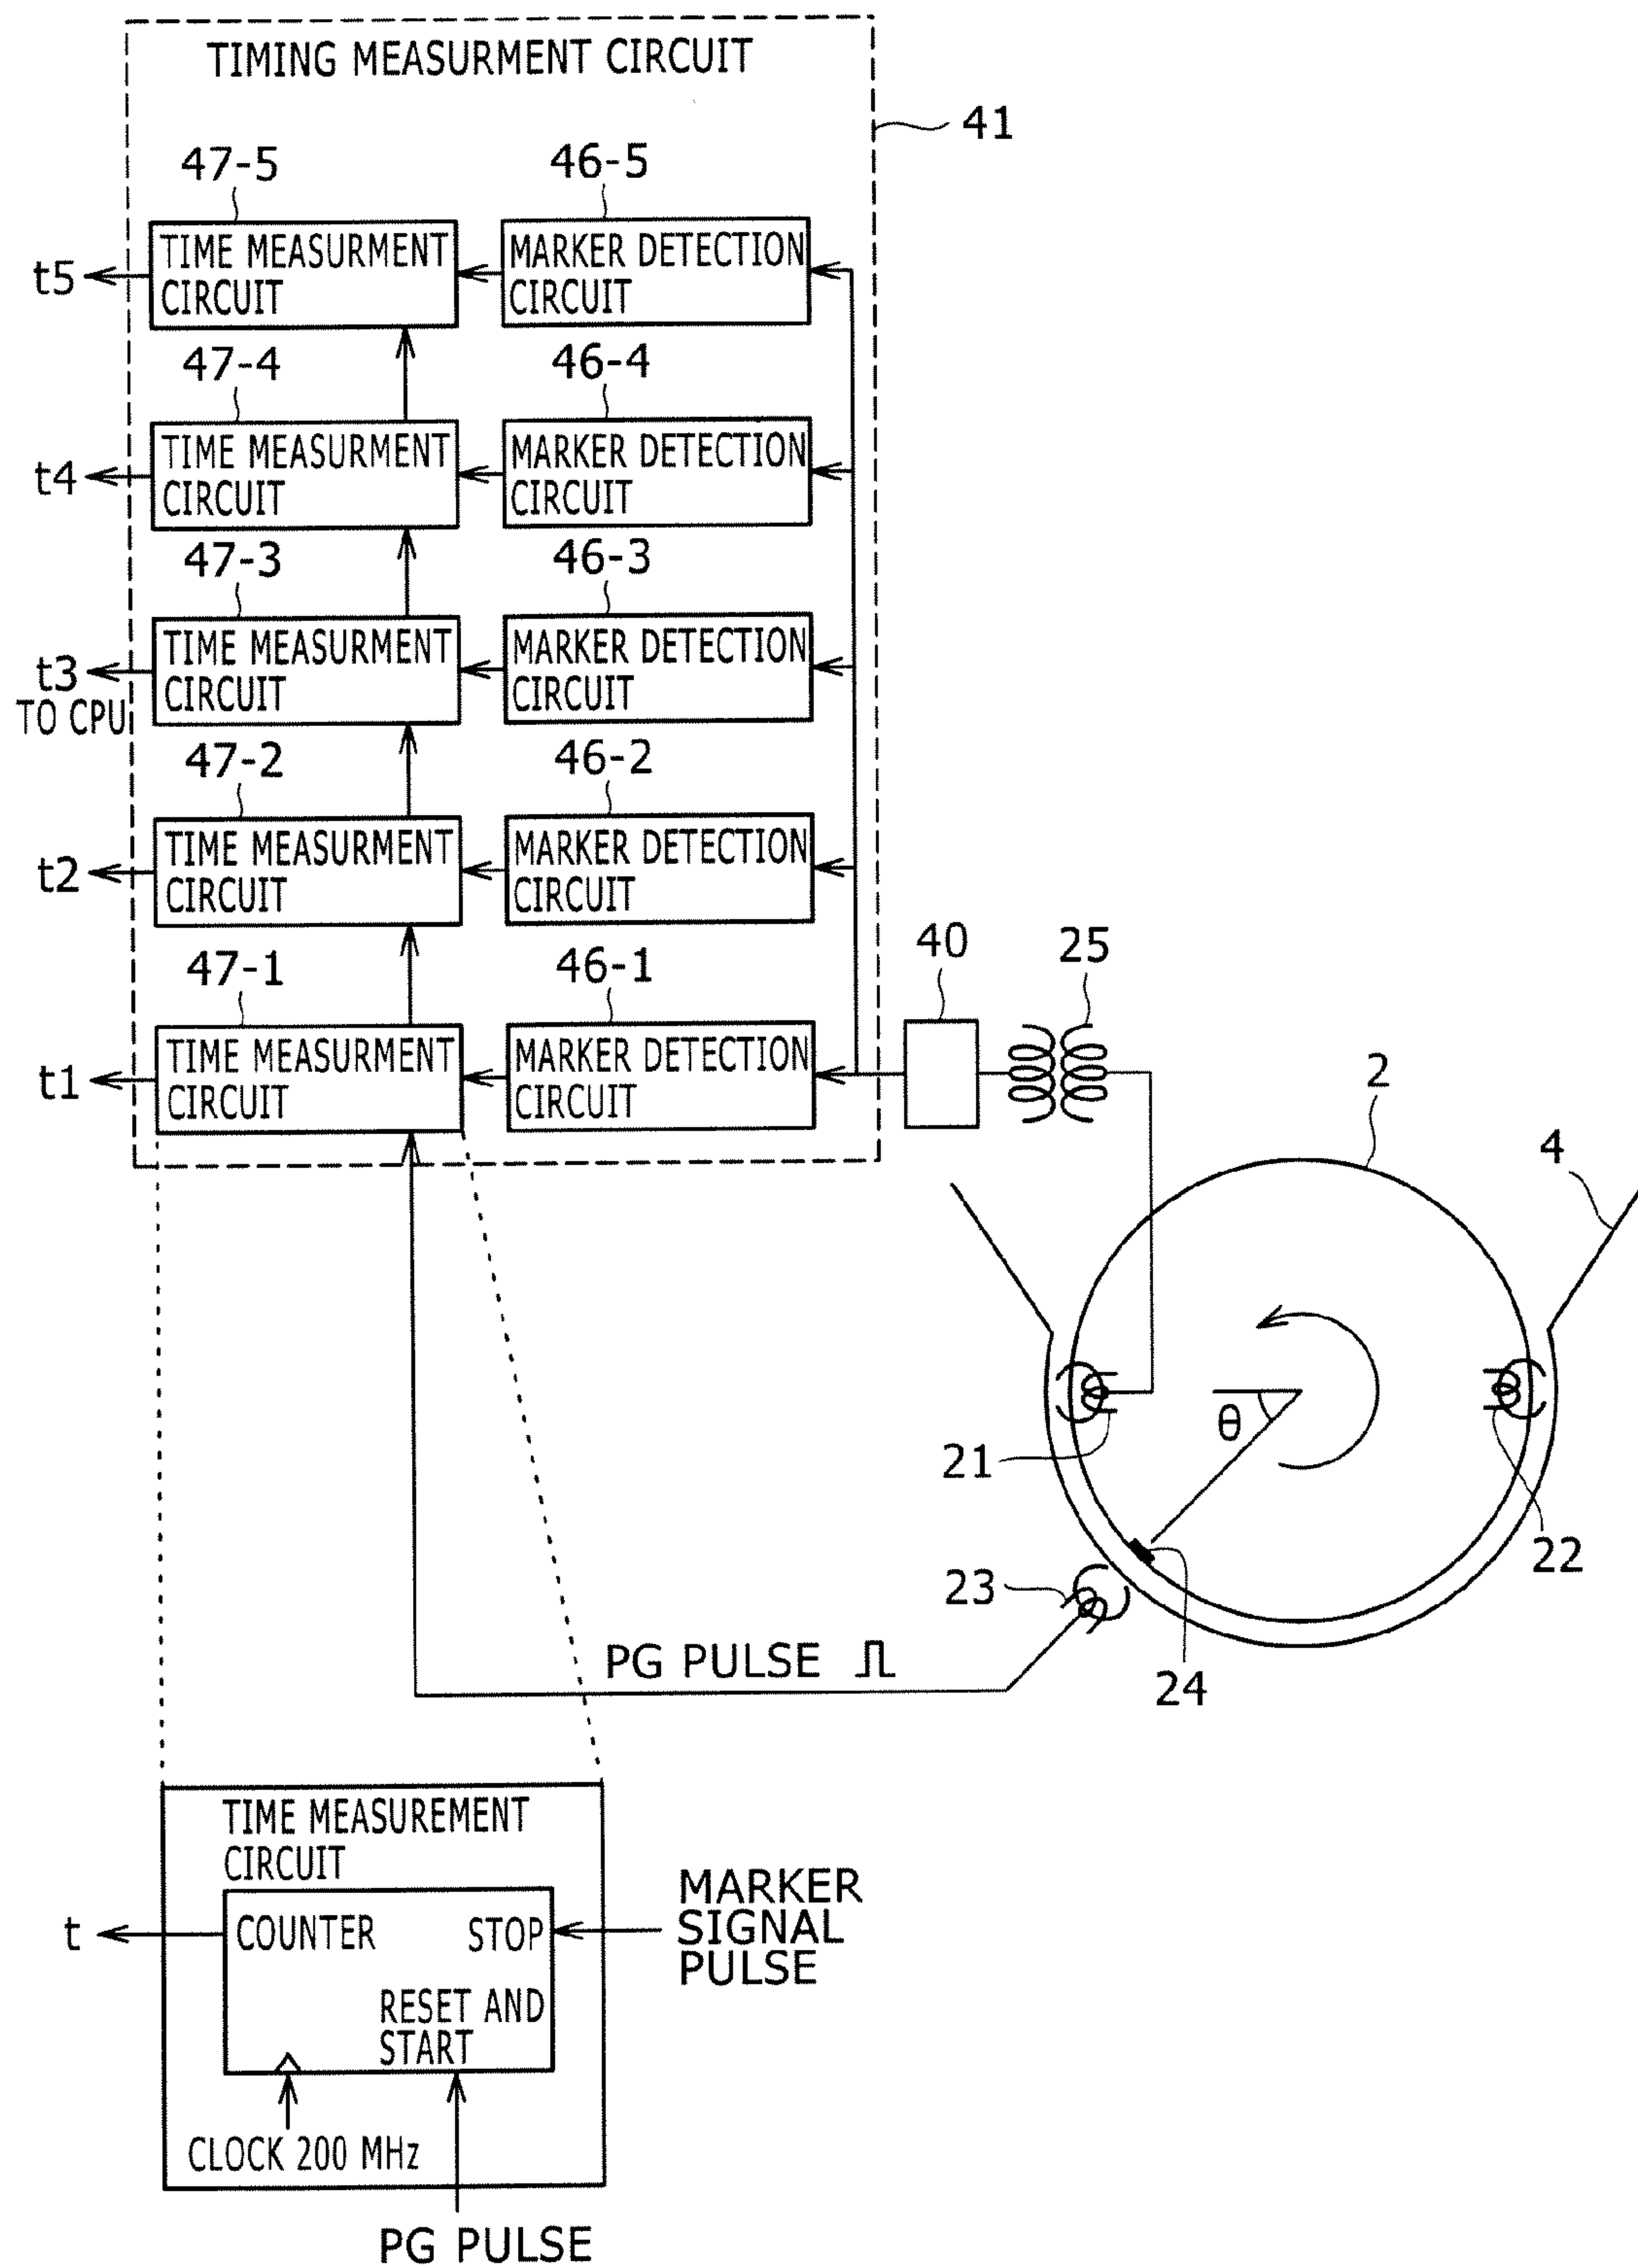 TIMING MEASURMENT CIRCUIT
41
47-5
46-5
TIME MEASURMENT
CIRCUIT
MARKER DETECTION
CIRCUIT
t5
47-4
46-4
TIME MEASURMENT
CIRCUIT
MARKER DETECTION
CIRCUIT
t4
47-3
46-3
TIME MEASURMENT
CIRCUIT
MARKER DETECTION
CIRCUIT
t3
TO CPU
47-2
46-2
TIME MEASURMENT
CIRCUIT
MARKER DETECTION
CIRCUIT
t2
47-1
46-1
TIME MEASURMENT
CIRCUIT
MARKER DETECTION
CIRCUIT
t1
40
25
2
4
θ
21
22
23
24
PG PULSE
TIME MEASUREMENT
CIRCUIT
COUNTER
STOP
RESET AND
START
t
MARKER
SIGNAL
PULSE
CLOCK 200 MHz
PG PULSE